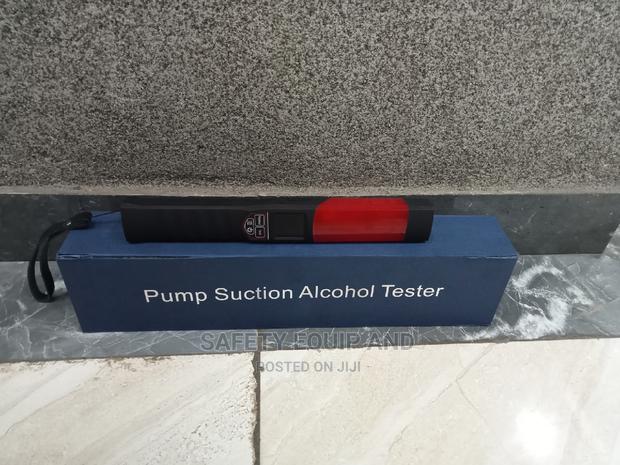 Pump Suction Alcohol Tester
SAFETY EQUIP AND
POSTED ON JIJI